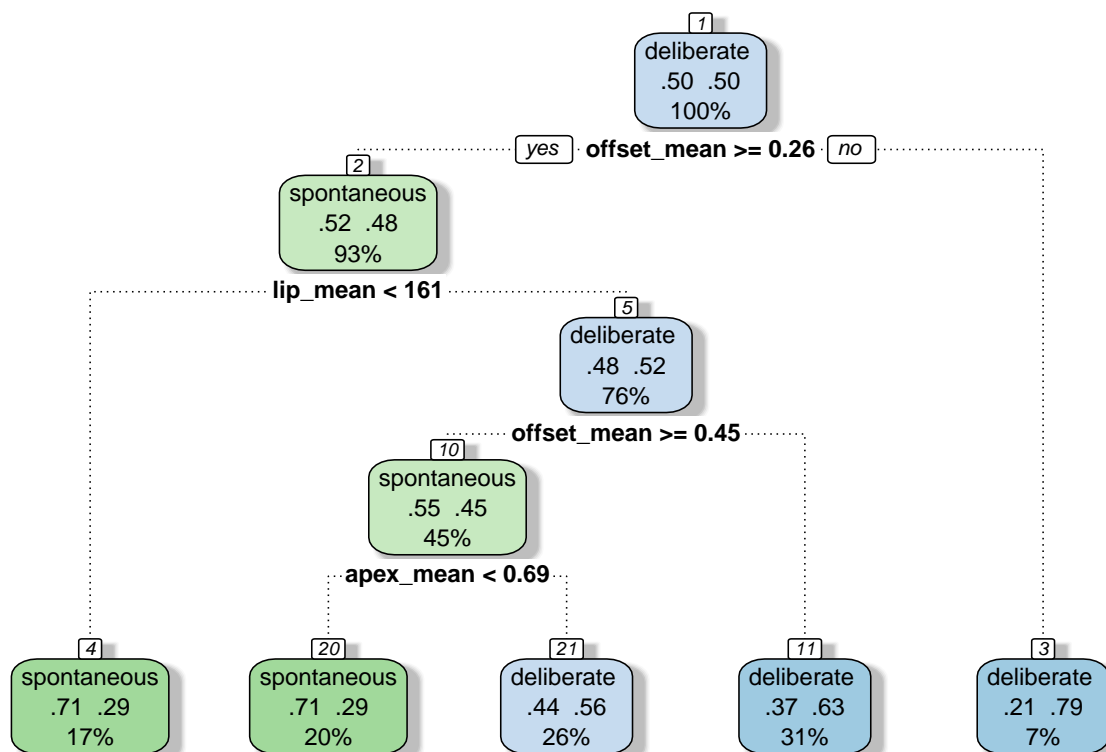 1
deliberate
.50 .50
100%
yes offset_mean >= 0.26 no
2
spontaneous
.52 .48
93%
lip_mean < 161
5
deliberate
.48 .52
76%
offset_mean >= 0.45
10
spontaneous
.55 .45
45%
apex_mean < 0.69
4
spontaneous
.71 .29
17%
20
spontaneous
.71 .29
20%
21
deliberate
.44 .56
26%
11
deliberate
.37 .63
31%
3
deliberate
.21 .79
7%